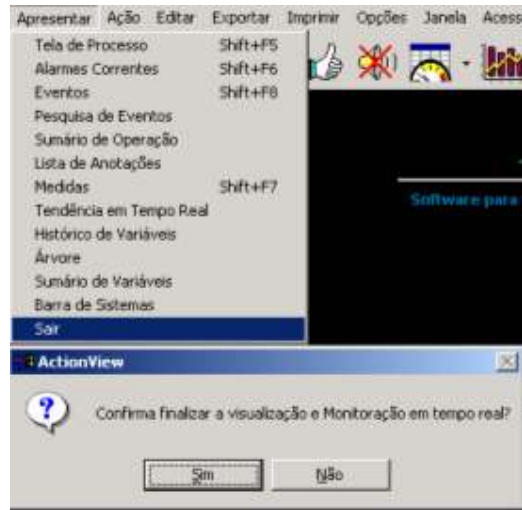 Apresentar Ação Editar Exportar Imprimir Opções Janela Acess
Tela de Processo Shift+F5
Alarmes Correntes Shift+F6
Eventos Shift+F8
Pesquisa de Eventos
Sumário de Operação
Lista de Anotações
Medidas Shift+F7
Tendência em Tempo Real
Histórico de Variáveis
Árvore
Sumário de Variáveis
Barra de Sistemas
Sair
Software para
ActionView
Confirma finalizar a visualização e Monitoração em tempo real?
Sim Não